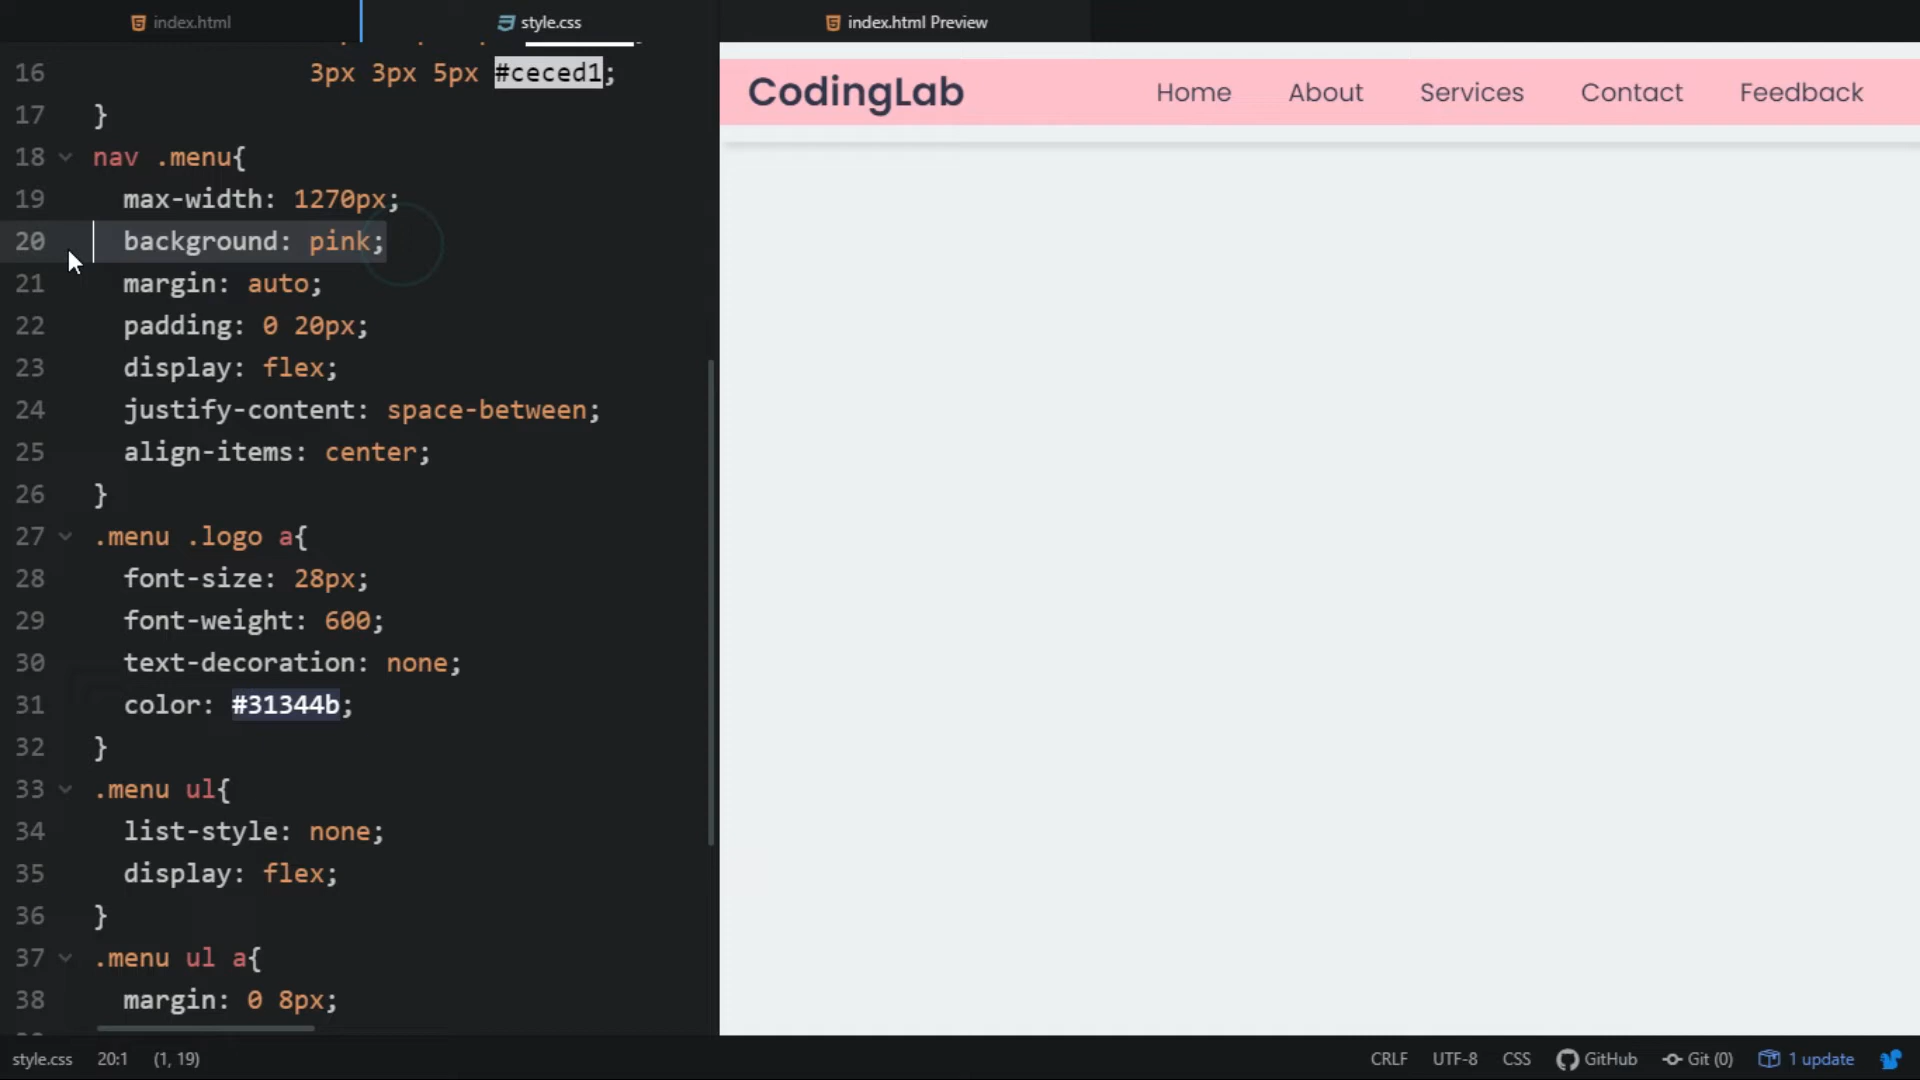 index.html
style.css
index.html Preview
16 3px 3px 5px #ceced1;
17 }
18 nav .menu{
19 max-width: 1270px;
20 background: pink;
21 margin: auto;
22 padding: 0 20px;
23 display: flex;
24 justify-content: space-between;
25 align-items: center;
26 }
27 .menu .logo a{
28 font-size: 28px;
29 font-weight: 600;
30 text-decoration: none;
31 color: #31344b;
32 }
33 .menu ul{
34 list-style: none;
35 display: flex;
36 }
37 .menu ul a{
38 margin: 0 8px;
CodingLab Home About Services Contact Feedback
style.css 20:1 (1, 19) CRLF UTF-8 CSS GitHub Git (0) 1 update